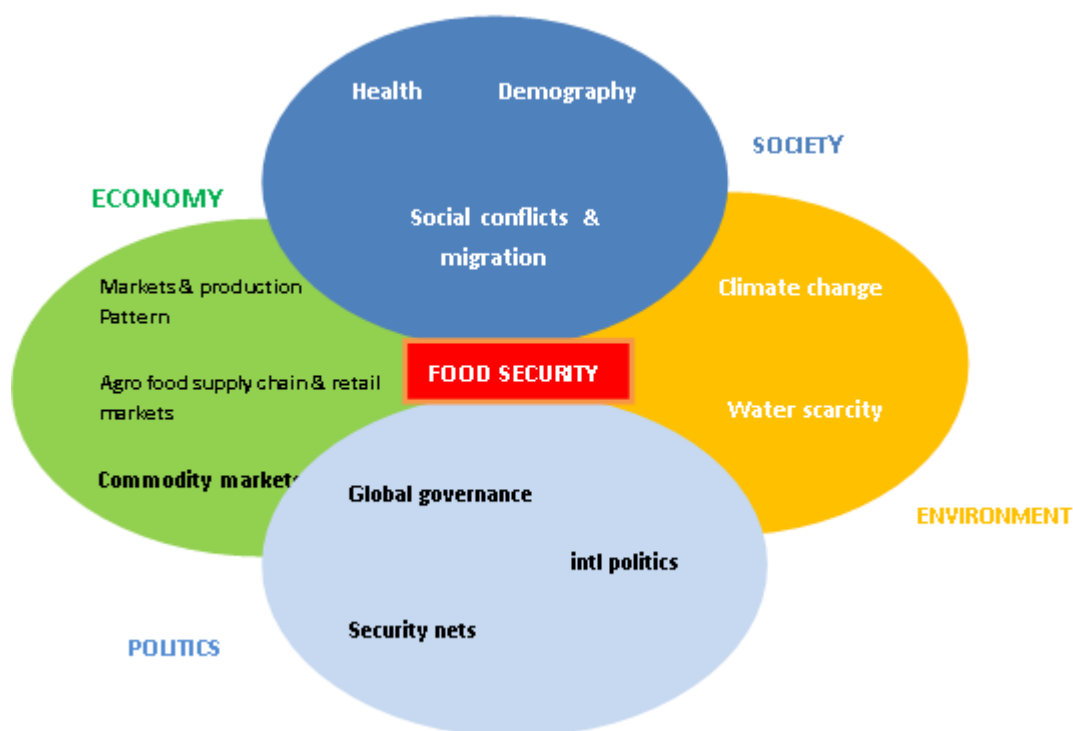 Health Demography
SOCIETY
ECONOMY
Social conflicts &
migration
Markets & production
Pattern
Climate change
FOOD SECURITY
Agro food supply chain & retail
markets
Water scarcity
Commodity markets
Global governance
ENVIRONMENT
intl politics
Security nets
POLITICS